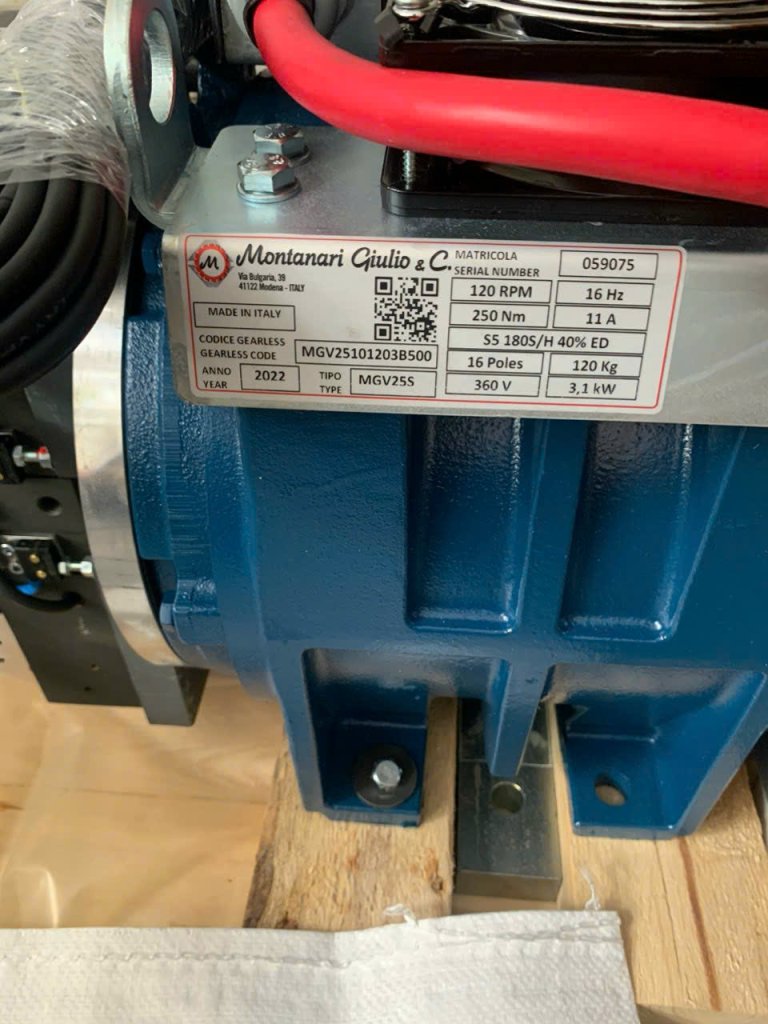 M Montanari Giulio & C.
Via Bulgaria, 39
41122 Modena - ITALY
MADE IN ITALY
CODICE GEARLESS
GEARLESS CODE MGV25101203B500
ANNO
YEAR 2022
TIPO
TYPE MGV25S
MATRICOLA
SERIAL NUMBER 059075
120 RPM 16 Hz
250 Nm 11 A
S5 180S/H 40% ED
16 Poles 120 Kg
360 V 3,1 kW